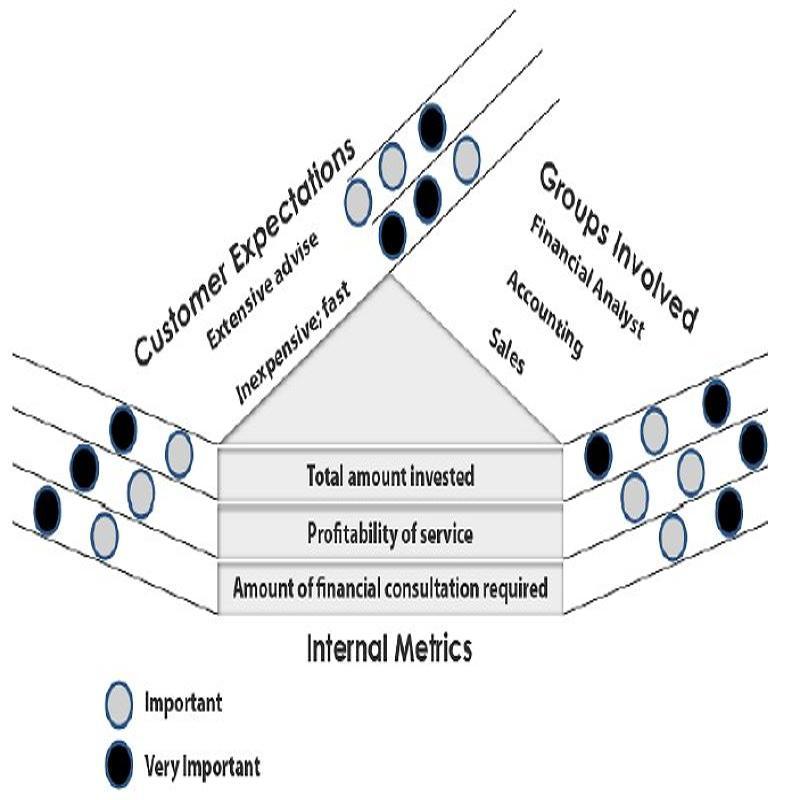 Customer Expectations
Extensive advise
Inexpensive; fast
Groups Involved
Financial Analyst
Accounting
Sales
Total amount invested
Profitability of service
Amount of financial consultation required
Internal Metrics
Important
Very Important